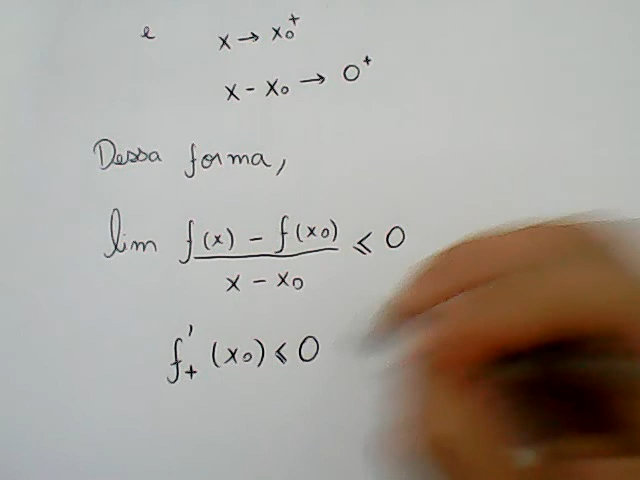 e x → x₀⁺
x - x₀ → 0⁺
Dessa forma,
lim f(x) - f(x₀) / x - x₀ ≤ 0
f'₊(x₀) ≤ 0